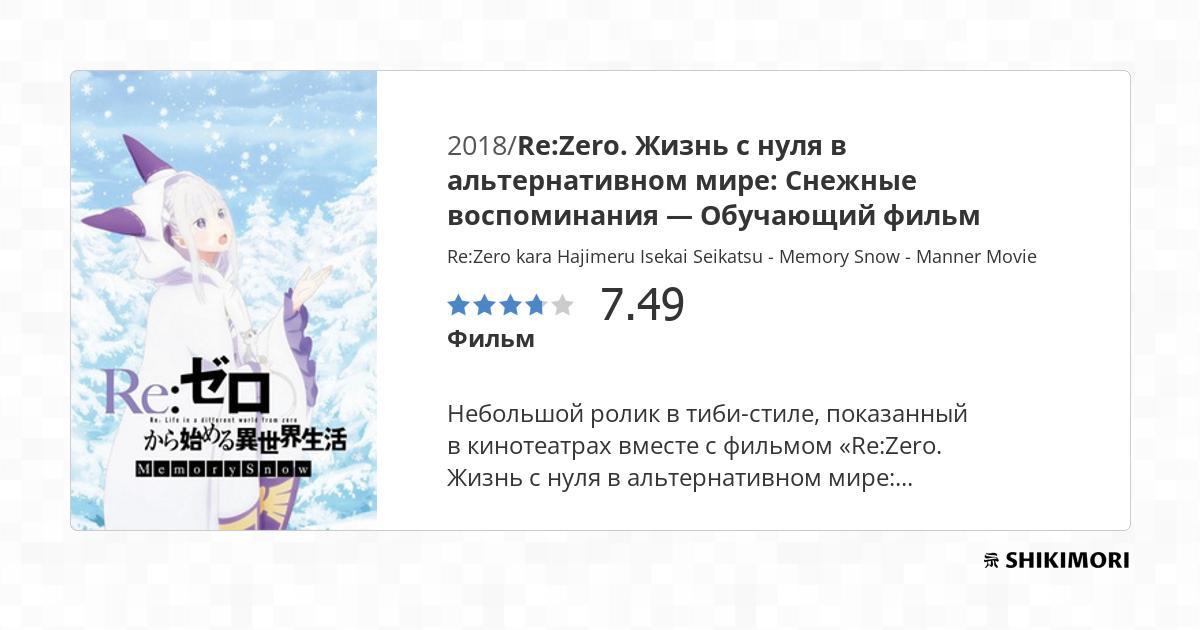 Re:ゼロ
Re. Life in a different world from zero
から始める異世界生活
MemorySnow
2018/Re:Zero. Жизнь с нуля в
альтернативном мире: Снежные
воспоминания — Обучающий фильм
Re:Zero kara Hajimeru Isekai Seikatsu - Memory Snow - Manner Movie
7.49
Фильм
Небольшой ролик в тиби-стиле, показанный
в кинотеатрах вместе с фильмом «Re:Zero.
Жизнь с нуля в альтернативном мире:...
SHIKIMORI